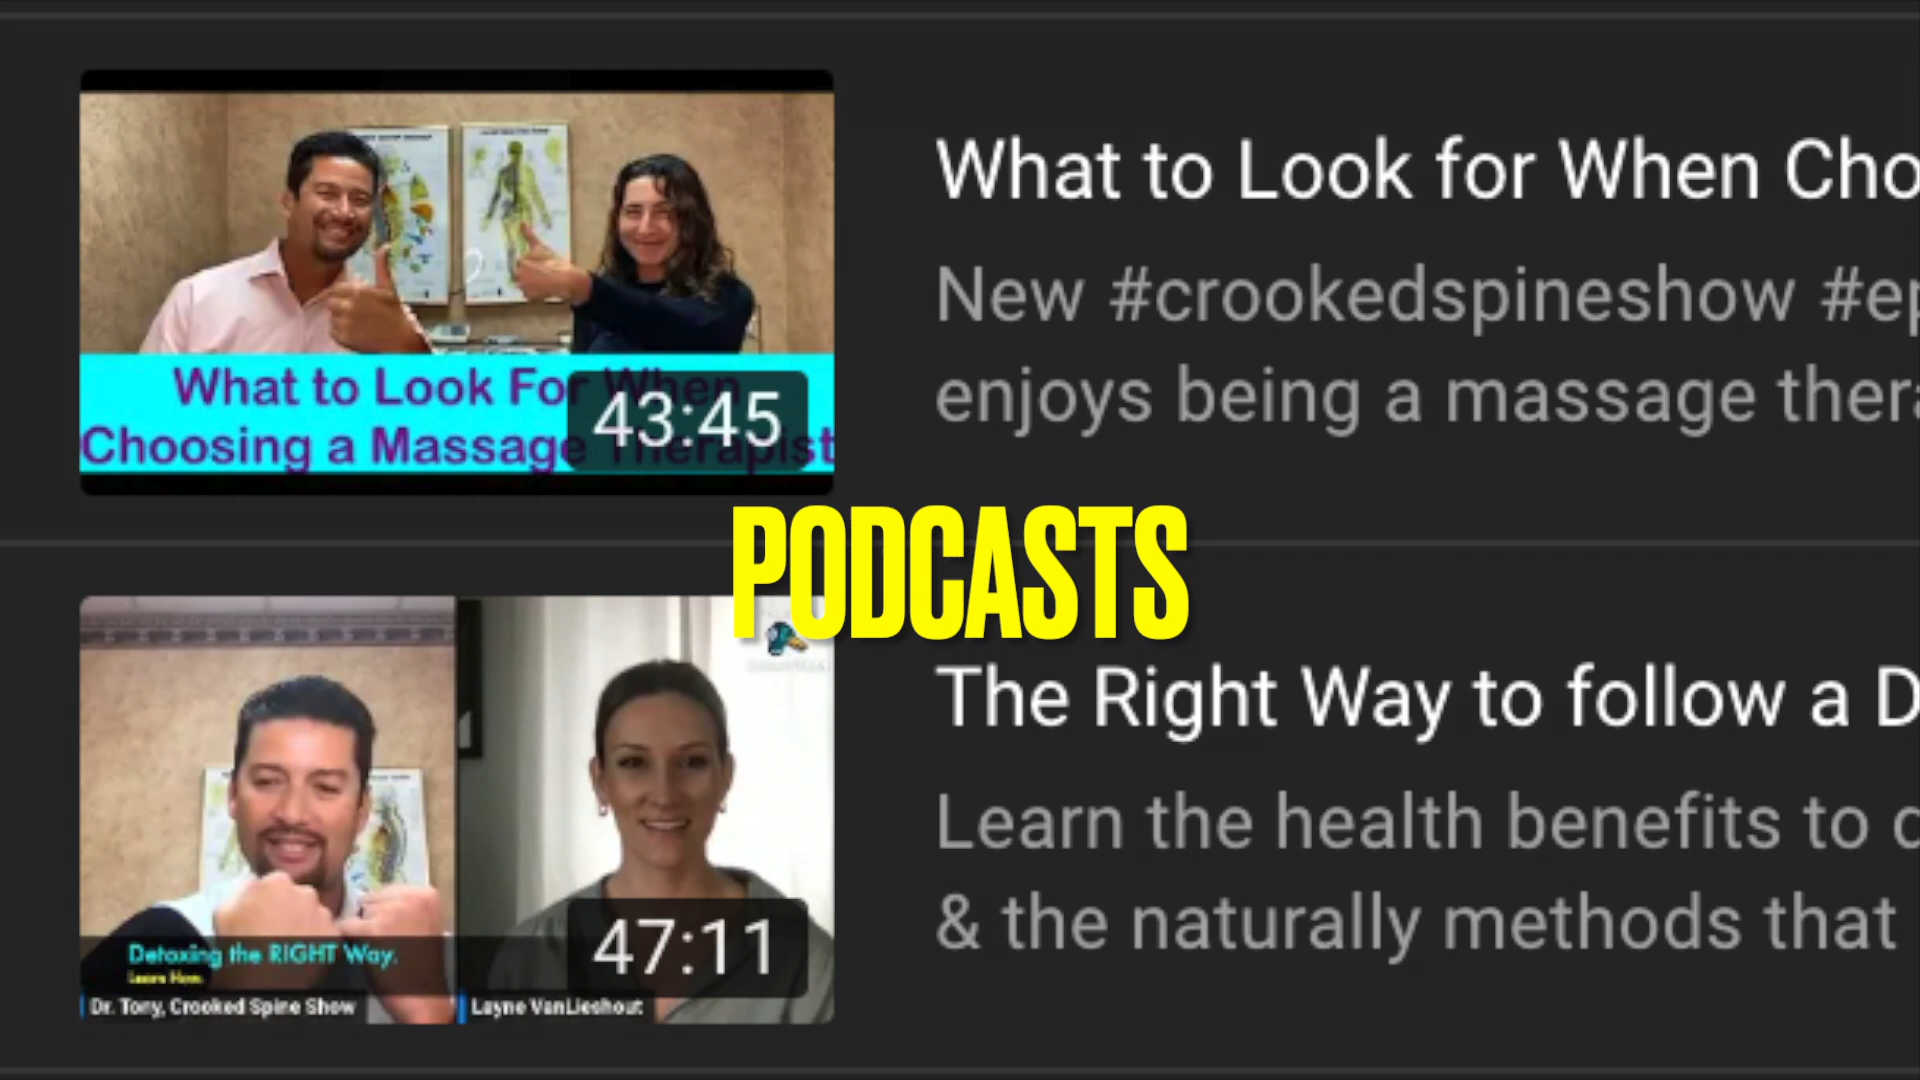 What to Look For When
Choosing a Massage Therapist
43:45
What to Look for When Cho
New #crookedspineshow #ep
enjoys being a massage thera
PODCASTS
Detoxing the RIGHT Way.
Learn How.
Dr. Tony, Crooked Spine Show
Layne VanLieshout
47:11
The Right Way to follow a D
Learn the health benefits to d
& the naturally methods that